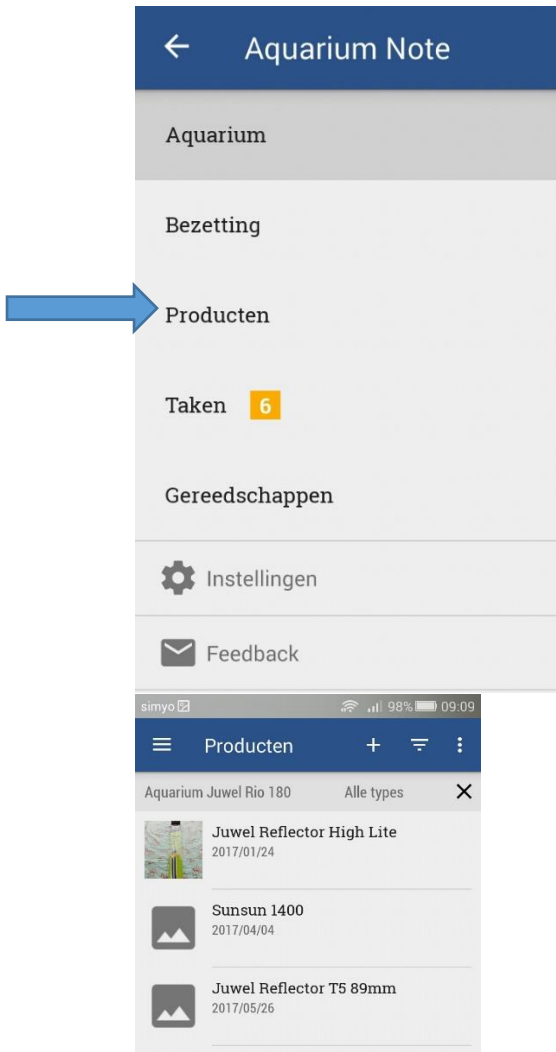 Aquarium Note
Aquarium
Bezetting
Producten
Taken 6
Gereedschappen
Instellingen
Feedback
simyo 98% 09:09
Producten
Aquarium Juwel Rio 180 Alle types
Juwel Reflector High Lite
2017/01/24
Sunsun 1400
2017/04/04
Juwel Reflector T5 89mm
2017/05/26